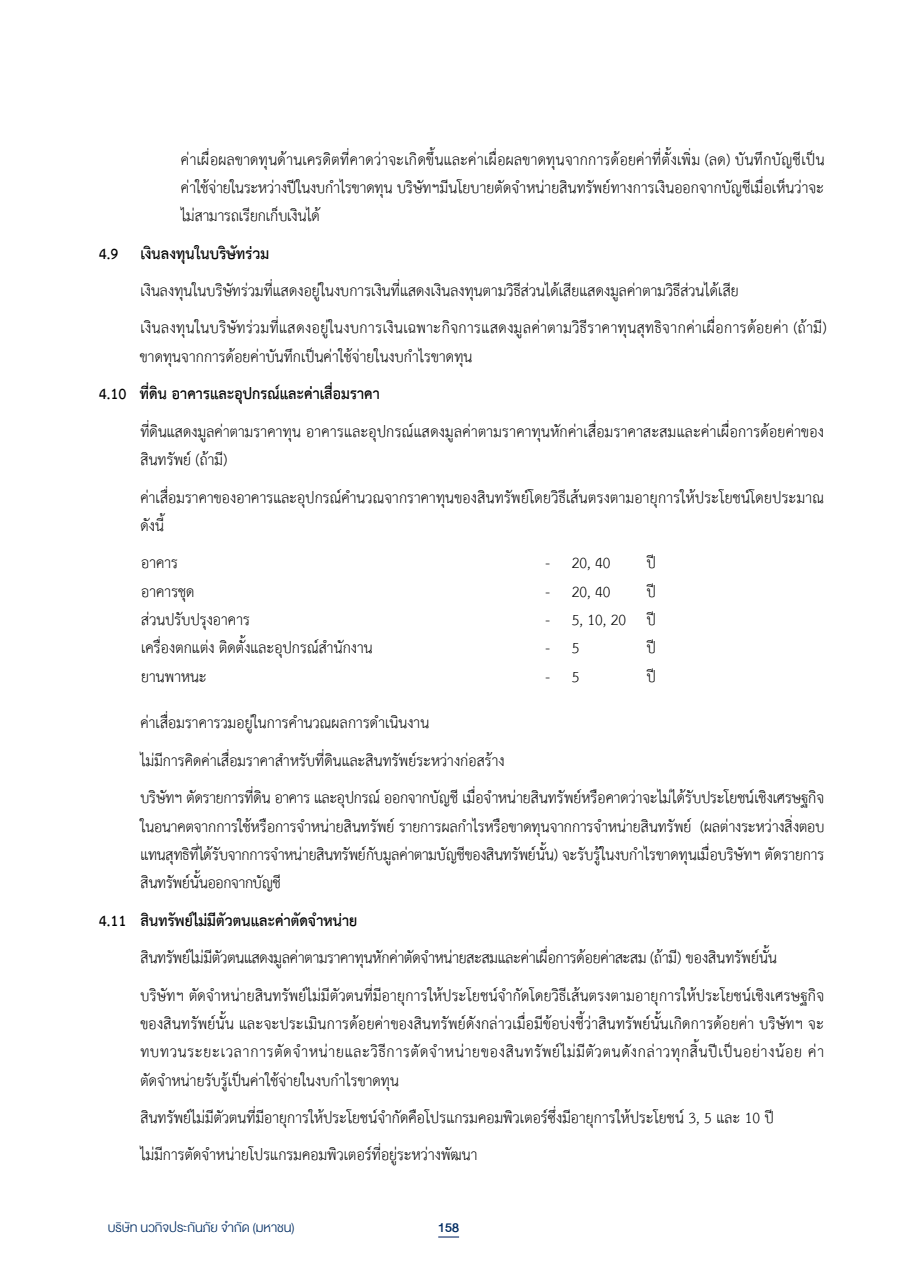 ค่าเผื่อผลขาดทุนด้านเครดิตที่คาดว่าจะเกิดขึ้นและค่าเผื่อผลขาดทุนจากการด้อยค่าที่ตั้งเพิ่ม (ลด) บันทึกบัญชีเป็น
ค่าใช้จ่ายในระหว่างปีในงบกำไรขาดทุน บริษัทฯมีนโยบายตัดจำหน่ายสินทรัพย์ทางการเงินออกจากบัญชีเมื่อเห็นว่าจะ
ไม่สามารถเรียกเก็บเงินได้
4.9 เงินลงทุนในบริษัทร่วม
เงินลงทุนในบริษัทร่วมที่แสดงอยู่ในงบการเงินที่แสดงเงินลงทุนตามวิธีส่วนได้เสียแสดงมูลค่าตามวิธีส่วนได้เสีย
เงินลงทุนในบริษัทร่วมที่แสดงอยู่ในงบการเงินเฉพาะกิจการแสดงมูลค่าตามวิธีราคาทุนสุทธิจากค่าเผื่อการด้อยค่า (ถ้ามี)
ขาดทุนจากการด้อยค่าบันทึกเป็นค่าใช้จ่ายในงบกำไรขาดทุน
4.10 ที่ดิน อาคารและอุปกรณ์และค่าเสื่อมราคา
ที่ดินแสดงมูลค่าตามราคาทุน อาคารและอุปกรณ์แสดงมูลค่าตามราคาทุนหักค่าเสื่อมราคาสะสมและค่าเผื่อการด้อยค่าของ
สินทรัพย์ (ถ้ามี)
ค่าเสื่อมราคาของอาคารและอุปกรณ์คำนวณจากราคาทุนของสินทรัพย์โดยวิธีเส้นตรงตามอายุการให้ประโยชน์โดยประมาณ
ดังนี้
อาคาร - 20, 40 ปี
อาคารชุด - 20, 40 ปี
ส่วนปรับปรุงอาคาร - 5, 10, 20 ปี
เครื่องตกแต่ง ติดตั้งและอุปกรณ์สำนักงาน - 5 ปี
ยานพาหนะ - 5 ปี
ค่าเสื่อมราคารวมอยู่ในการคำนวณผลการดำเนินงาน
ไม่มีการคิดค่าเสื่อมราคาสำหรับที่ดินและสินทรัพย์ระหว่างก่อสร้าง
บริษัทฯ ตัดรายการที่ดิน อาคาร และอุปกรณ์ ออกจากบัญชี เมื่อจำหน่ายสินทรัพย์หรือคาดว่าจะไม่ได้รับประโยชน์เชิงเศรษฐกิจ
ในอนาคตจากการใช้หรือการจำหน่ายสินทรัพย์ รายการผลกำไรหรือขาดทุนจากการจำหน่ายสินทรัพย์ (ผลต่างระหว่างสิ่งตอบ
แทนสุทธิที่ได้รับจากการจำหน่ายสินทรัพย์กับมูลค่าตามบัญชีของสินทรัพย์นั้น) จะรับรู้ในงบกำไรขาดทุนเมื่อบริษัทฯ ตัดรายการ
สินทรัพย์นั้นออกจากบัญชี
4.11 สินทรัพย์ไม่มีตัวตนและค่าตัดจำหน่าย
สินทรัพย์ไม่มีตัวตนแสดงมูลค่าตามราคาทุนหักค่าตัดจำหน่ายสะสมและค่าเผื่อการด้อยค่าสะสม (ถ้ามี) ของสินทรัพย์นั้น
บริษัทฯ ตัดจำหน่ายสินทรัพย์ไม่มีตัวตนที่มีอายุการให้ประโยชน์จำกัดโดยวิธีเส้นตรงตามอายุการให้ประโยชน์เชิงเศรษฐกิจ
ของสินทรัพย์นั้น และจะประเมินการด้อยค่าของสินทรัพย์ดังกล่าวเมื่อมีข้อบ่งชี้ว่าสินทรัพย์นั้นเกิดการด้อยค่า บริษัทฯ จะ
ทบทวนระยะเวลาการตัดจำหน่ายและวิธีการตัดจำหน่ายของสินทรัพย์ไม่มีตัวตนดังกล่าวทุกสิ้นปีเป็นอย่างน้อย ค่า
ตัดจำหน่ายรับรู้เป็นค่าใช้จ่ายในงบกำไรขาดทุน
สินทรัพย์ไม่มีตัวตนที่มีอายุการให้ประโยชน์จำกัดคือโปรแกรมคอมพิวเตอร์ซึ่งมีอายุการให้ประโยชน์ 3, 5 และ 10 ปี
ไม่มีการตัดจำหน่ายโปรแกรมคอมพิวเตอร์ที่อยู่ระหว่างพัฒนา
บริษัท นวกิจประกันภัย จำกัด (มหาชน) 158